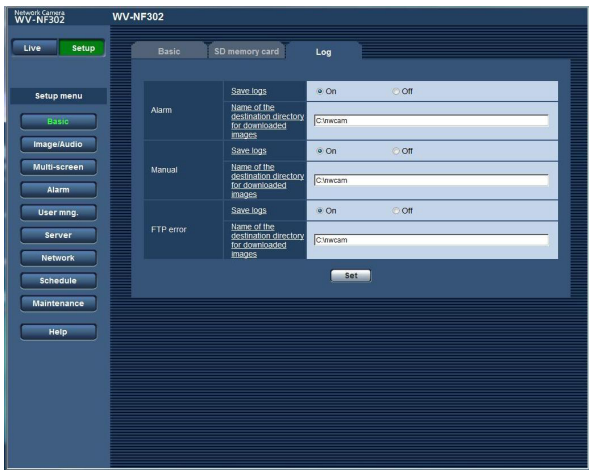 Network Camera
WV-NF302
WV-NF302
Live Setup
Basic SD memory card Log
Setup menu
Basic
Image/Audio
Multi-screen
Alarm
User mng.
Server
Network
Schedule
Maintenance
Help
Alarm
Save logs
On Off
Name of the
destination directory
for downloaded
images
C:\nwcam
Manual
Save logs
On Off
Name of the
destination directory
for downloaded
images
C:\nwcam
FTP error
Save logs
On Off
Name of the
destination directory
for downloaded
images
C:\nwcam
Set